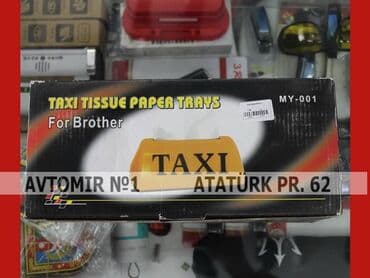 TAXI TISSUE PAPER TRAYS MY-001
For Brother
TAXI
AVTOMIR №1 ATATÜRK PR. 62